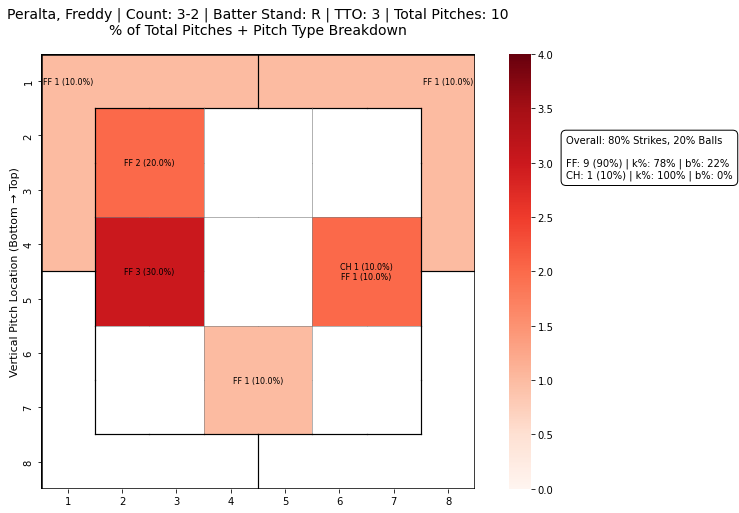 Peralta, Freddy | Count: 3-2 | Batter Stand: R | TTO: 3 | Total Pitches: 10
% of Total Pitches + Pitch Type Breakdown
Vertical Pitch Location (Bottom → Top)
1
2
3
4
5
6
7
8
FF 1 (10.0%)
FF 1 (10.0%)
FF 2 (20.0%)
FF 3 (30.0%)
CH 1 (10.0%)
FF 1 (10.0%)
FF 1 (10.0%)
1 2 3 4 5 6 7 8
4.0
3.5
3.0
2.5
2.0
1.5
1.0
0.5
0.0
Overall: 80% Strikes, 20% Balls
FF: 9 (90%) | k%: 78% | b%: 22%
CH: 1 (10%) | k%: 100% | b%: 0%